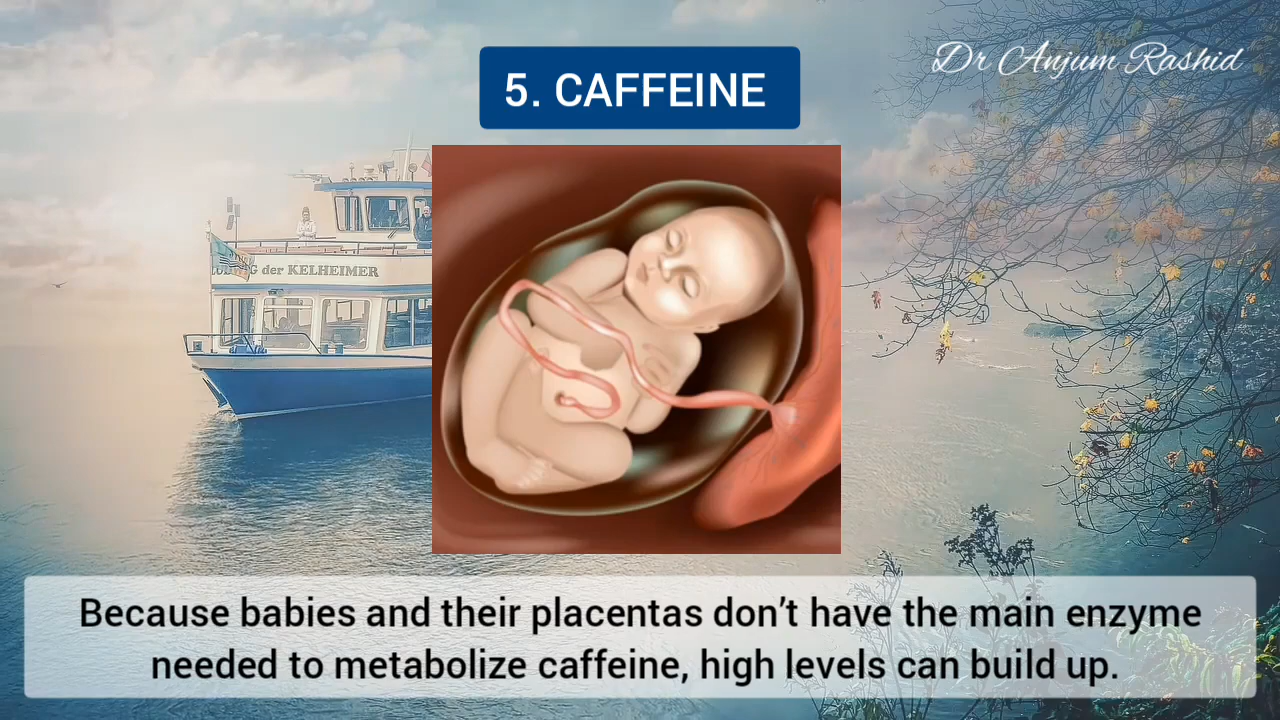 Dr Anjum Rashid
5. CAFFEINE
der KELHEIMER
Because babies and their placentas don’t have the main enzyme
needed to metabolize caffeine, high levels can build up.